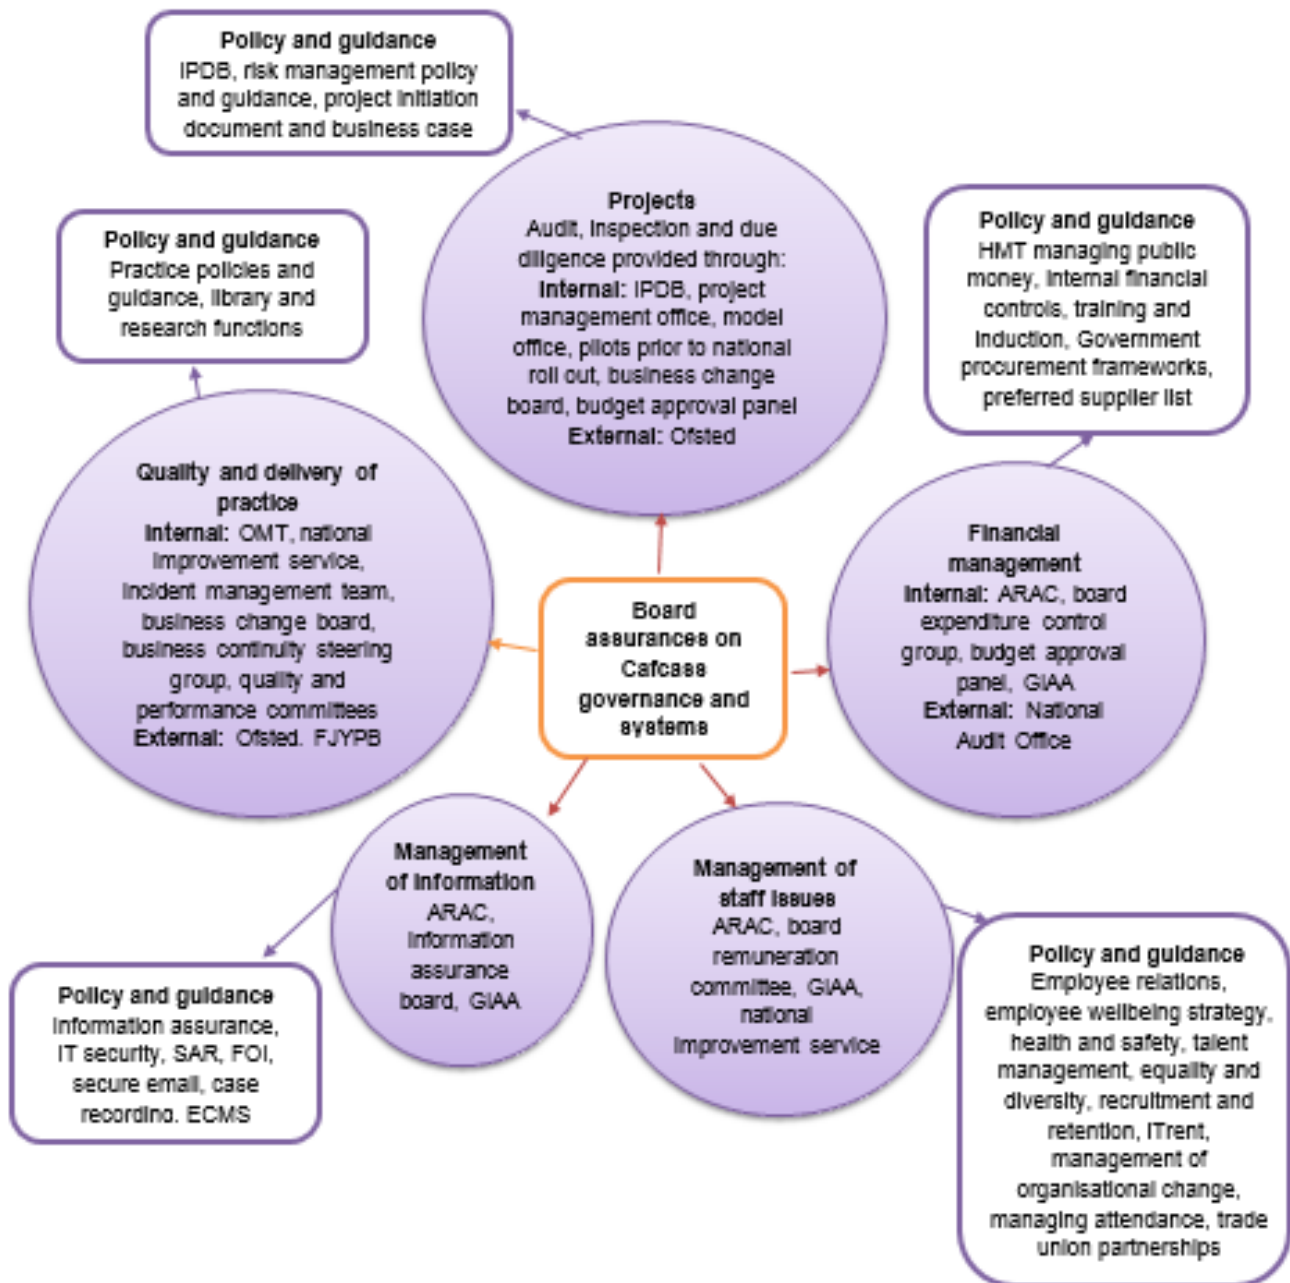 Policy and guidance
IPDB, risk management policy
and guidance, project initiation
document and business case
Projects
Audit, inspection and due
diligence provided through:
Internal: IPDB, project
management office, model
office, pilots prior to national
roll out, business change
board, budget approval panel
External: Ofsted
Policy and guidance
Practice policies and
guidance, library and
research functions
Policy and guidance
HMT managing public
money, internal financial
controls, training and
induction, Government
procurement frameworks,
preferred supplier list
Quality and delivery of
practice
Internal: OMT, national
improvement service,
incident management team,
business change board,
business continuity steering
group, quality and
performance committees
External: Ofsted. FJYPB
Board
assurances on
Cafcass
governance and
systems
Financial
management
Internal: ARAC, board
expenditure control
group, budget approval
panel, GIAA
External: National
Audit Office
Management
of information
ARAC,
information
assurance
board, GIAA
Management of
staff issues
ARAC, board
remuneration
committee, GIAA,
national
improvement service
Policy and guidance
Information assurance,
IT security, SAR, FOI,
secure email, case
recording. ECMS
Policy and guidance
Employee relations,
employee wellbeing strategy,
health and safety, talent
management, equality and
diversity, recruitment and
retention, iTrent,
management of
organisational change,
managing attendance, trade
union partnerships